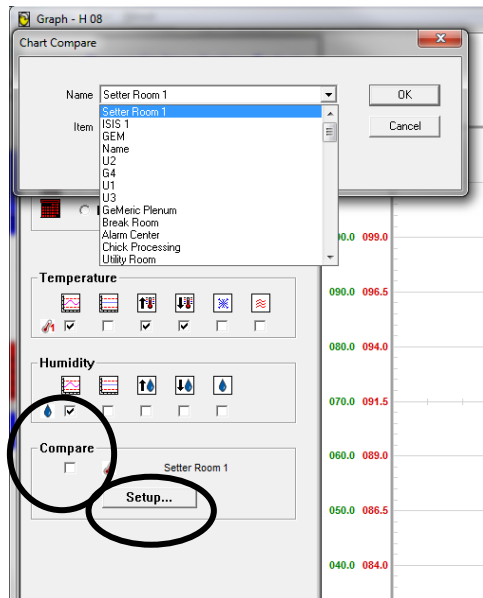 Graph - H 08
Chart Compare
Name Setter Room 1
Item
Setter Room 1
ISIS 1
GEM
Name
U2
G4
U1
U3
GeMeric Plenum
Break Room
Alarm Center
Chick Processing
Utility Room
OK
Cancel
099.0
Temperature
1
090.0 096.5
080.0 094.0
Humidity
070.0 091.5
Compare
Setter Room 1
060.0 089.0
Setup...
050.0 086.5
040.0 084.0